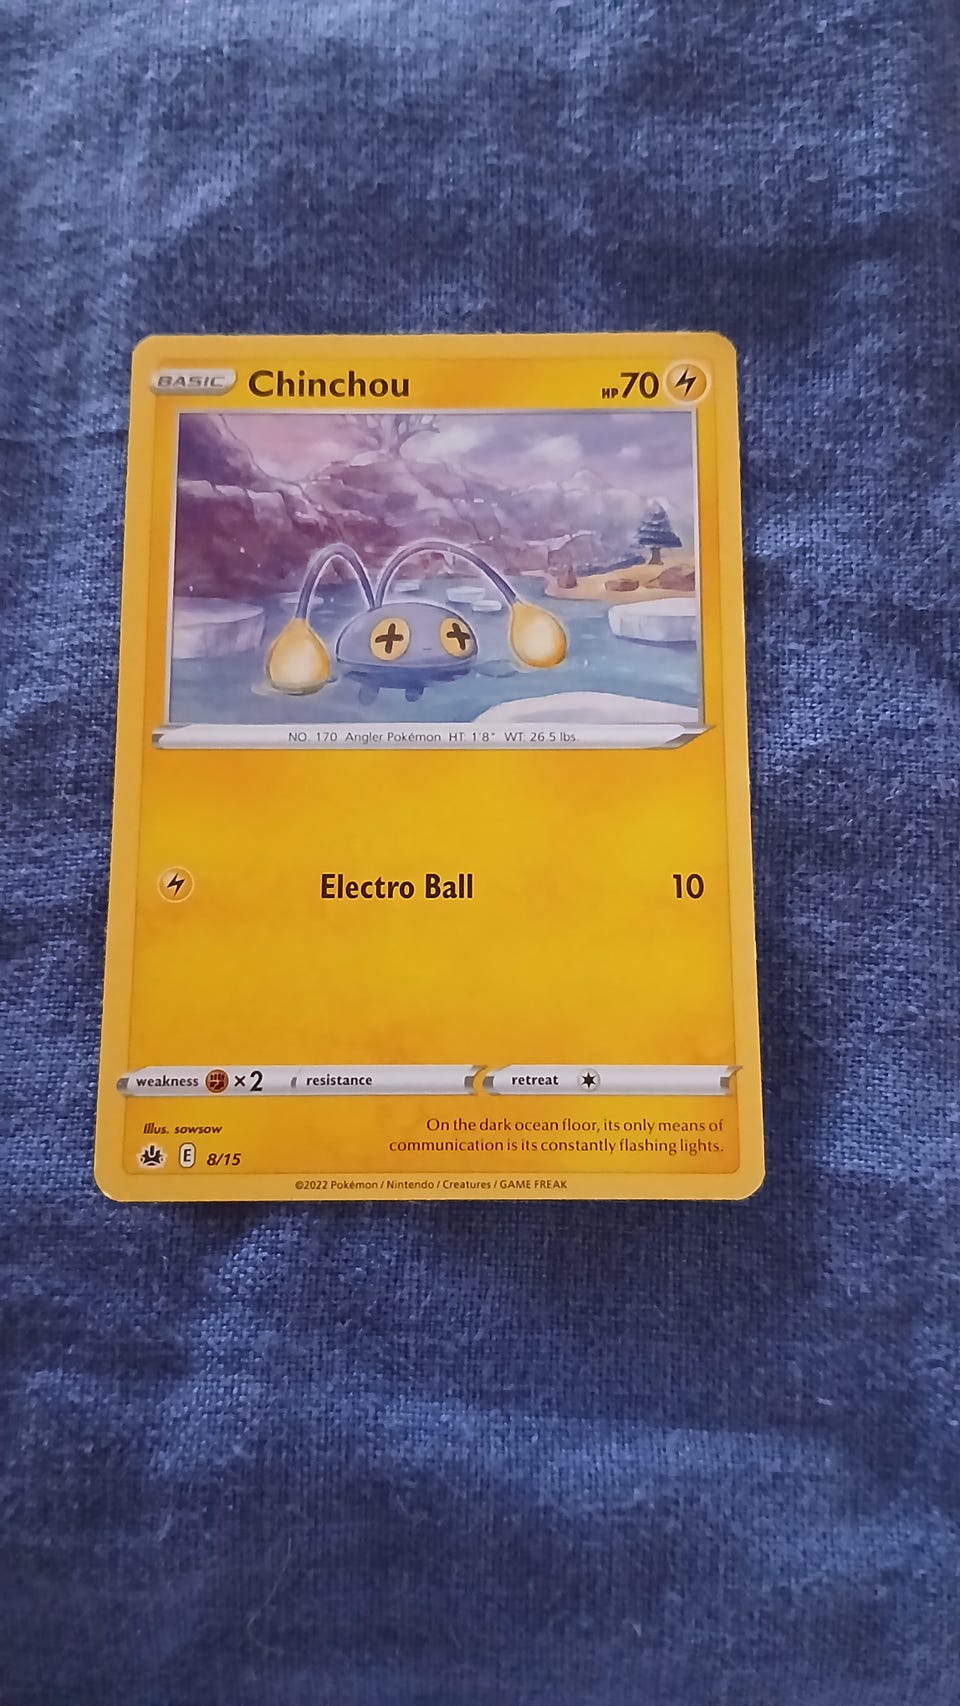 BASIC Chinchou HP 70
NO. 170 Angler Pokémon HT: 1'8" WT: 26.5 lbs.
Electro Ball 10
weakness ×2 resistance retreat
Illus. sowsow
On the dark ocean floor, its only means of
communication is its constantly flashing lights.
E 8/15
©2022 Pokémon / Nintendo / Creatures / GAME FREAK